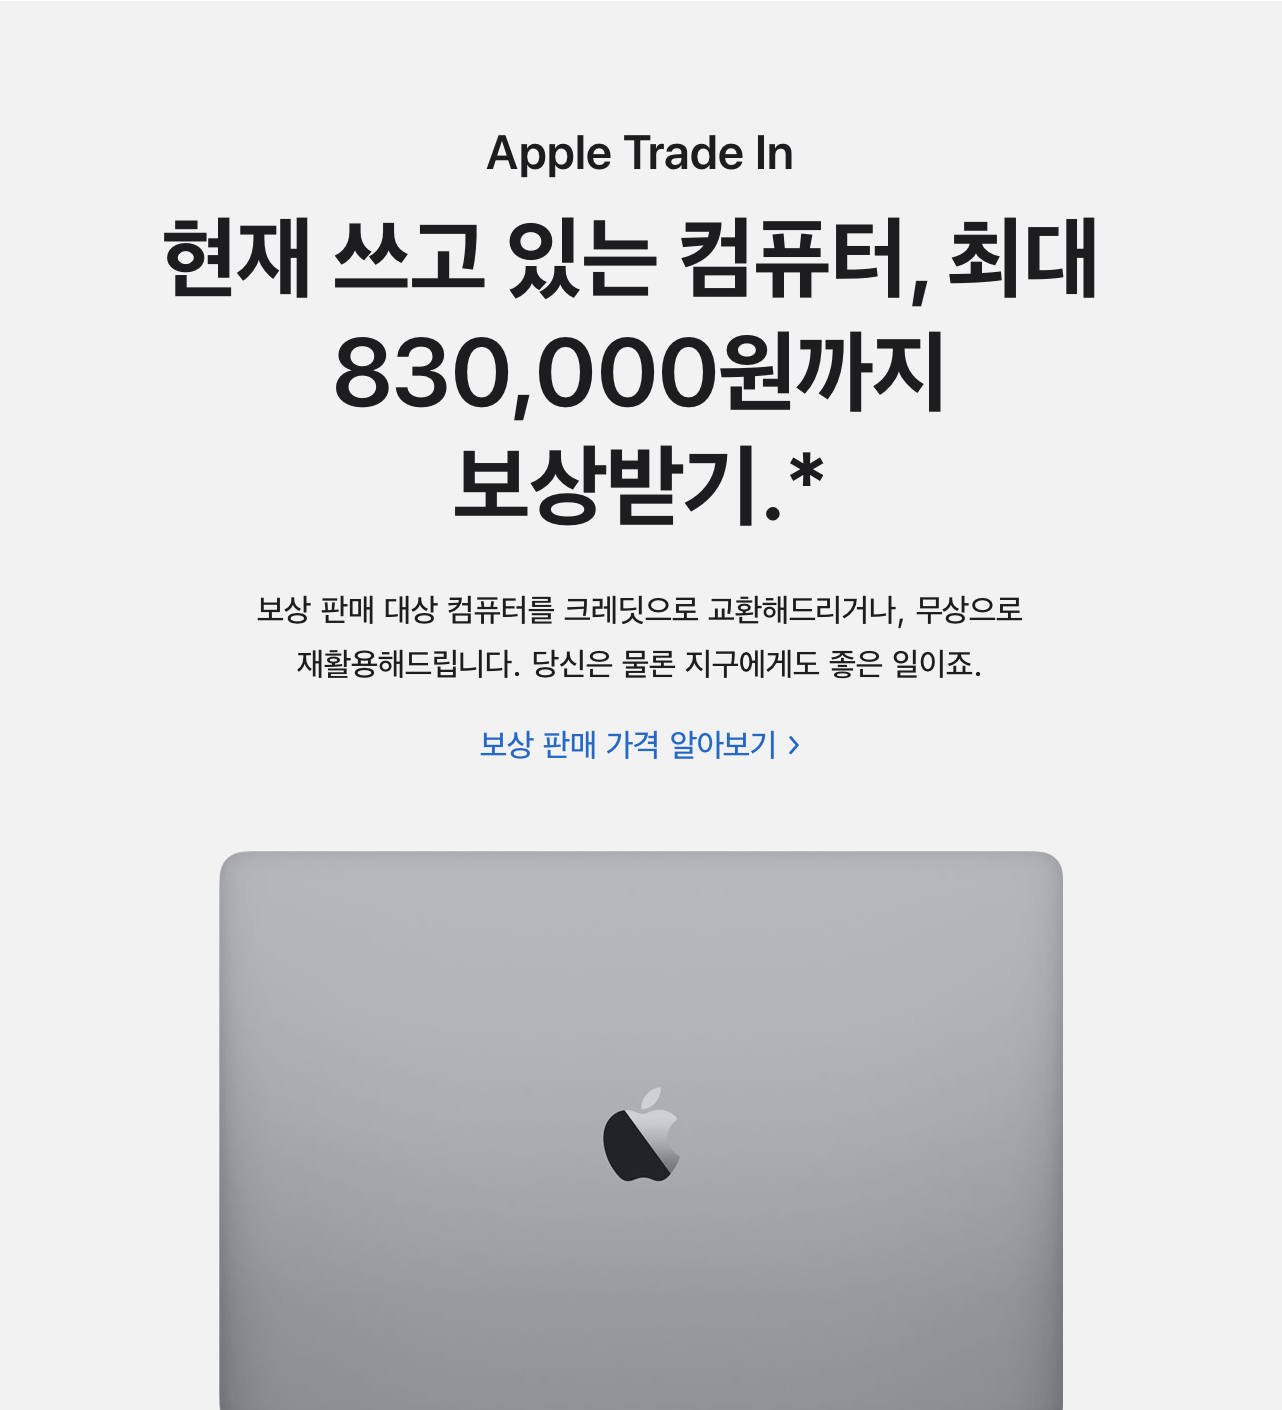 Apple Trade In
현재 쓰고 있는 컴퓨터, 최대
830,000원까지
보상받기.*
보상 판매 대상 컴퓨터를 크레딧으로 교환해드리거나, 무상으로
재활용해드립니다. 당신은 물론 지구에게도 좋은 일이죠.
보상 판매 가격 알아보기 >